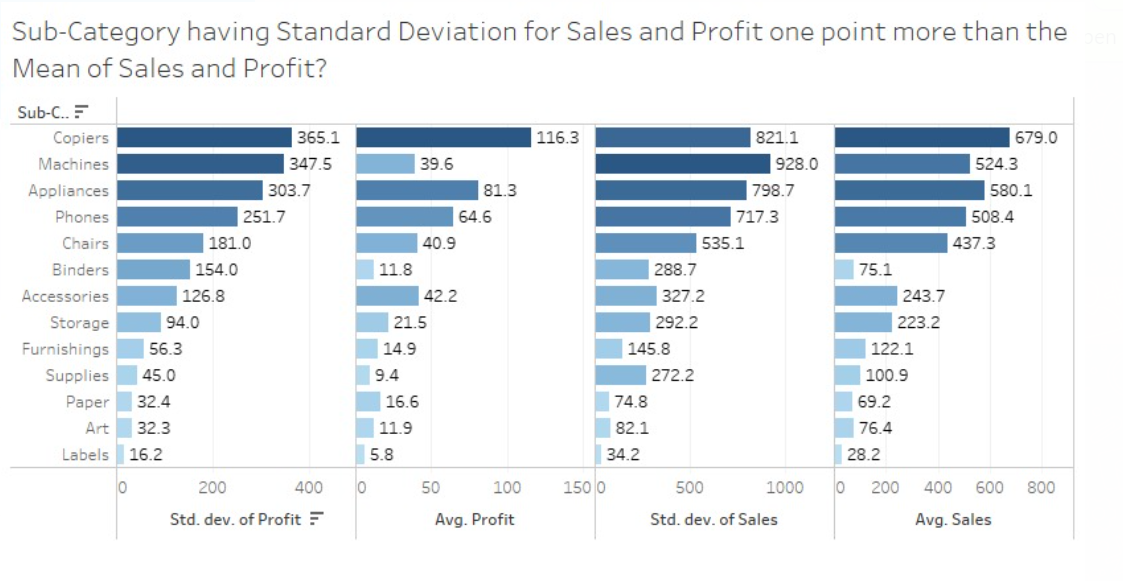 Sub-Category having Standard Deviation for Sales and Profit one point more than the
Mean of Sales and Profit?
Sub-C..
Copiers 365.1 116.3 821.1 679.0
Machines 347.5 39.6 928.0 524.3
Appliances 303.7 81.3 798.7 580.1
Phones 251.7 64.6 717.3 508.4
Chairs 181.0 40.9 535.1 437.3
Binders 154.0 11.8 288.7 75.1
Accessories 126.8 42.2 327.2 243.7
Storage 94.0 21.5 292.2 223.2
Furnishings 56.3 14.9 145.8 122.1
Supplies 45.0 9.4 272.2 100.9
Paper 32.4 16.6 74.8 69.2
Art 32.3 11.9 82.1 76.4
Labels 16.2 5.8 34.2 28.2
0 200 400 0 50 100 150 0 500 1000 0 200 400 600 800
Std. dev. of Profit Avg. Profit Std. dev. of Sales Avg. Sales